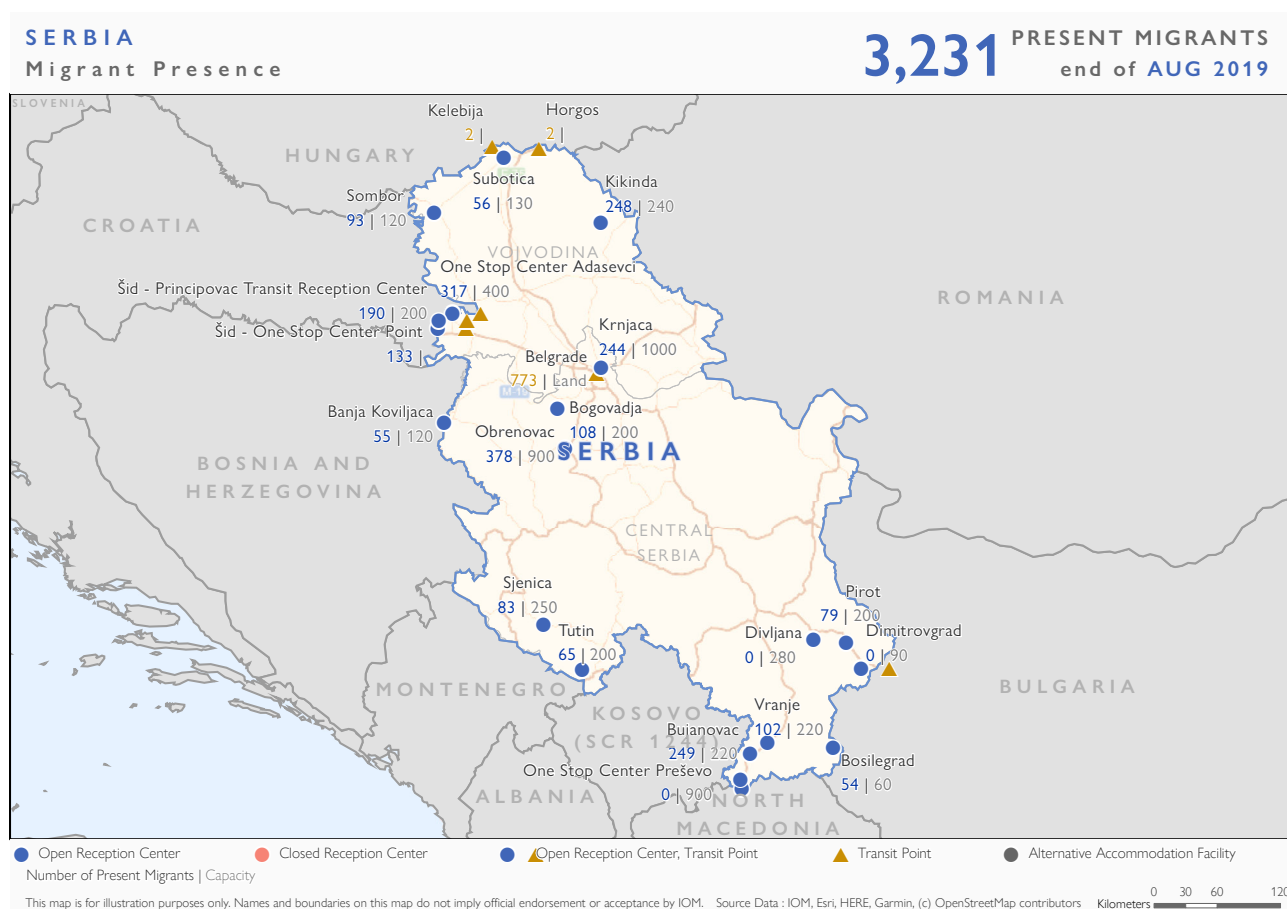 SERBIA
Migrant Presence
3,231 PRESENT MIGRANTS
end of AUG 2019
SLOVENIA
Kelebija
2 |
Horgos
2 |
HUNGARY
Subotica
56 | 130
Kikinda
248 | 240
Sombor
93 | 120
CROATIA
VOJVODINA
One Stop Center Adasevci
317 | 400
Šid - Principovac Transit Reception Center
190 | 200
ROMANIA
Šid - One Stop Center Point
133 |
Krnjaca
244 | 1000
Belgrade
773 | Land
Banja Koviljaca
55 | 120
Bogovadja
108 | 200
Obrenovac
378 | 900
SERBIA
BOSNIA AND
HERZEGOVINA
CENTRAL
SERBIA
Sjenica
83 | 250
Tutin
65 | 200
Pirot
79 | 200
Divljana
0 | 280
Dimitrovgrad
0 | 90
MONTENEGRO
BULGARIA
KOSOVO
(SCR 1244)
Vranje
102 | 220
Bujanovac
249 | 220
Bosilegrad
54 | 60
One Stop Center Preševo
0 | 900
ALBANIA
NORTH
MACEDONIA
Open Reception Center
Closed Reception Center
Open Reception Center, Transit Point
Transit Point
Alternative Accommodation Facility
Number of Present Migrants | Capacity
This map is for illustration purposes only. Names and boundaries on this map do not imply official endorsement or acceptance by IOM. Source Data : IOM, Esri, HERE, Garmin, (c) OpenStreetMap contributors
Kilometers
0 30 60 120